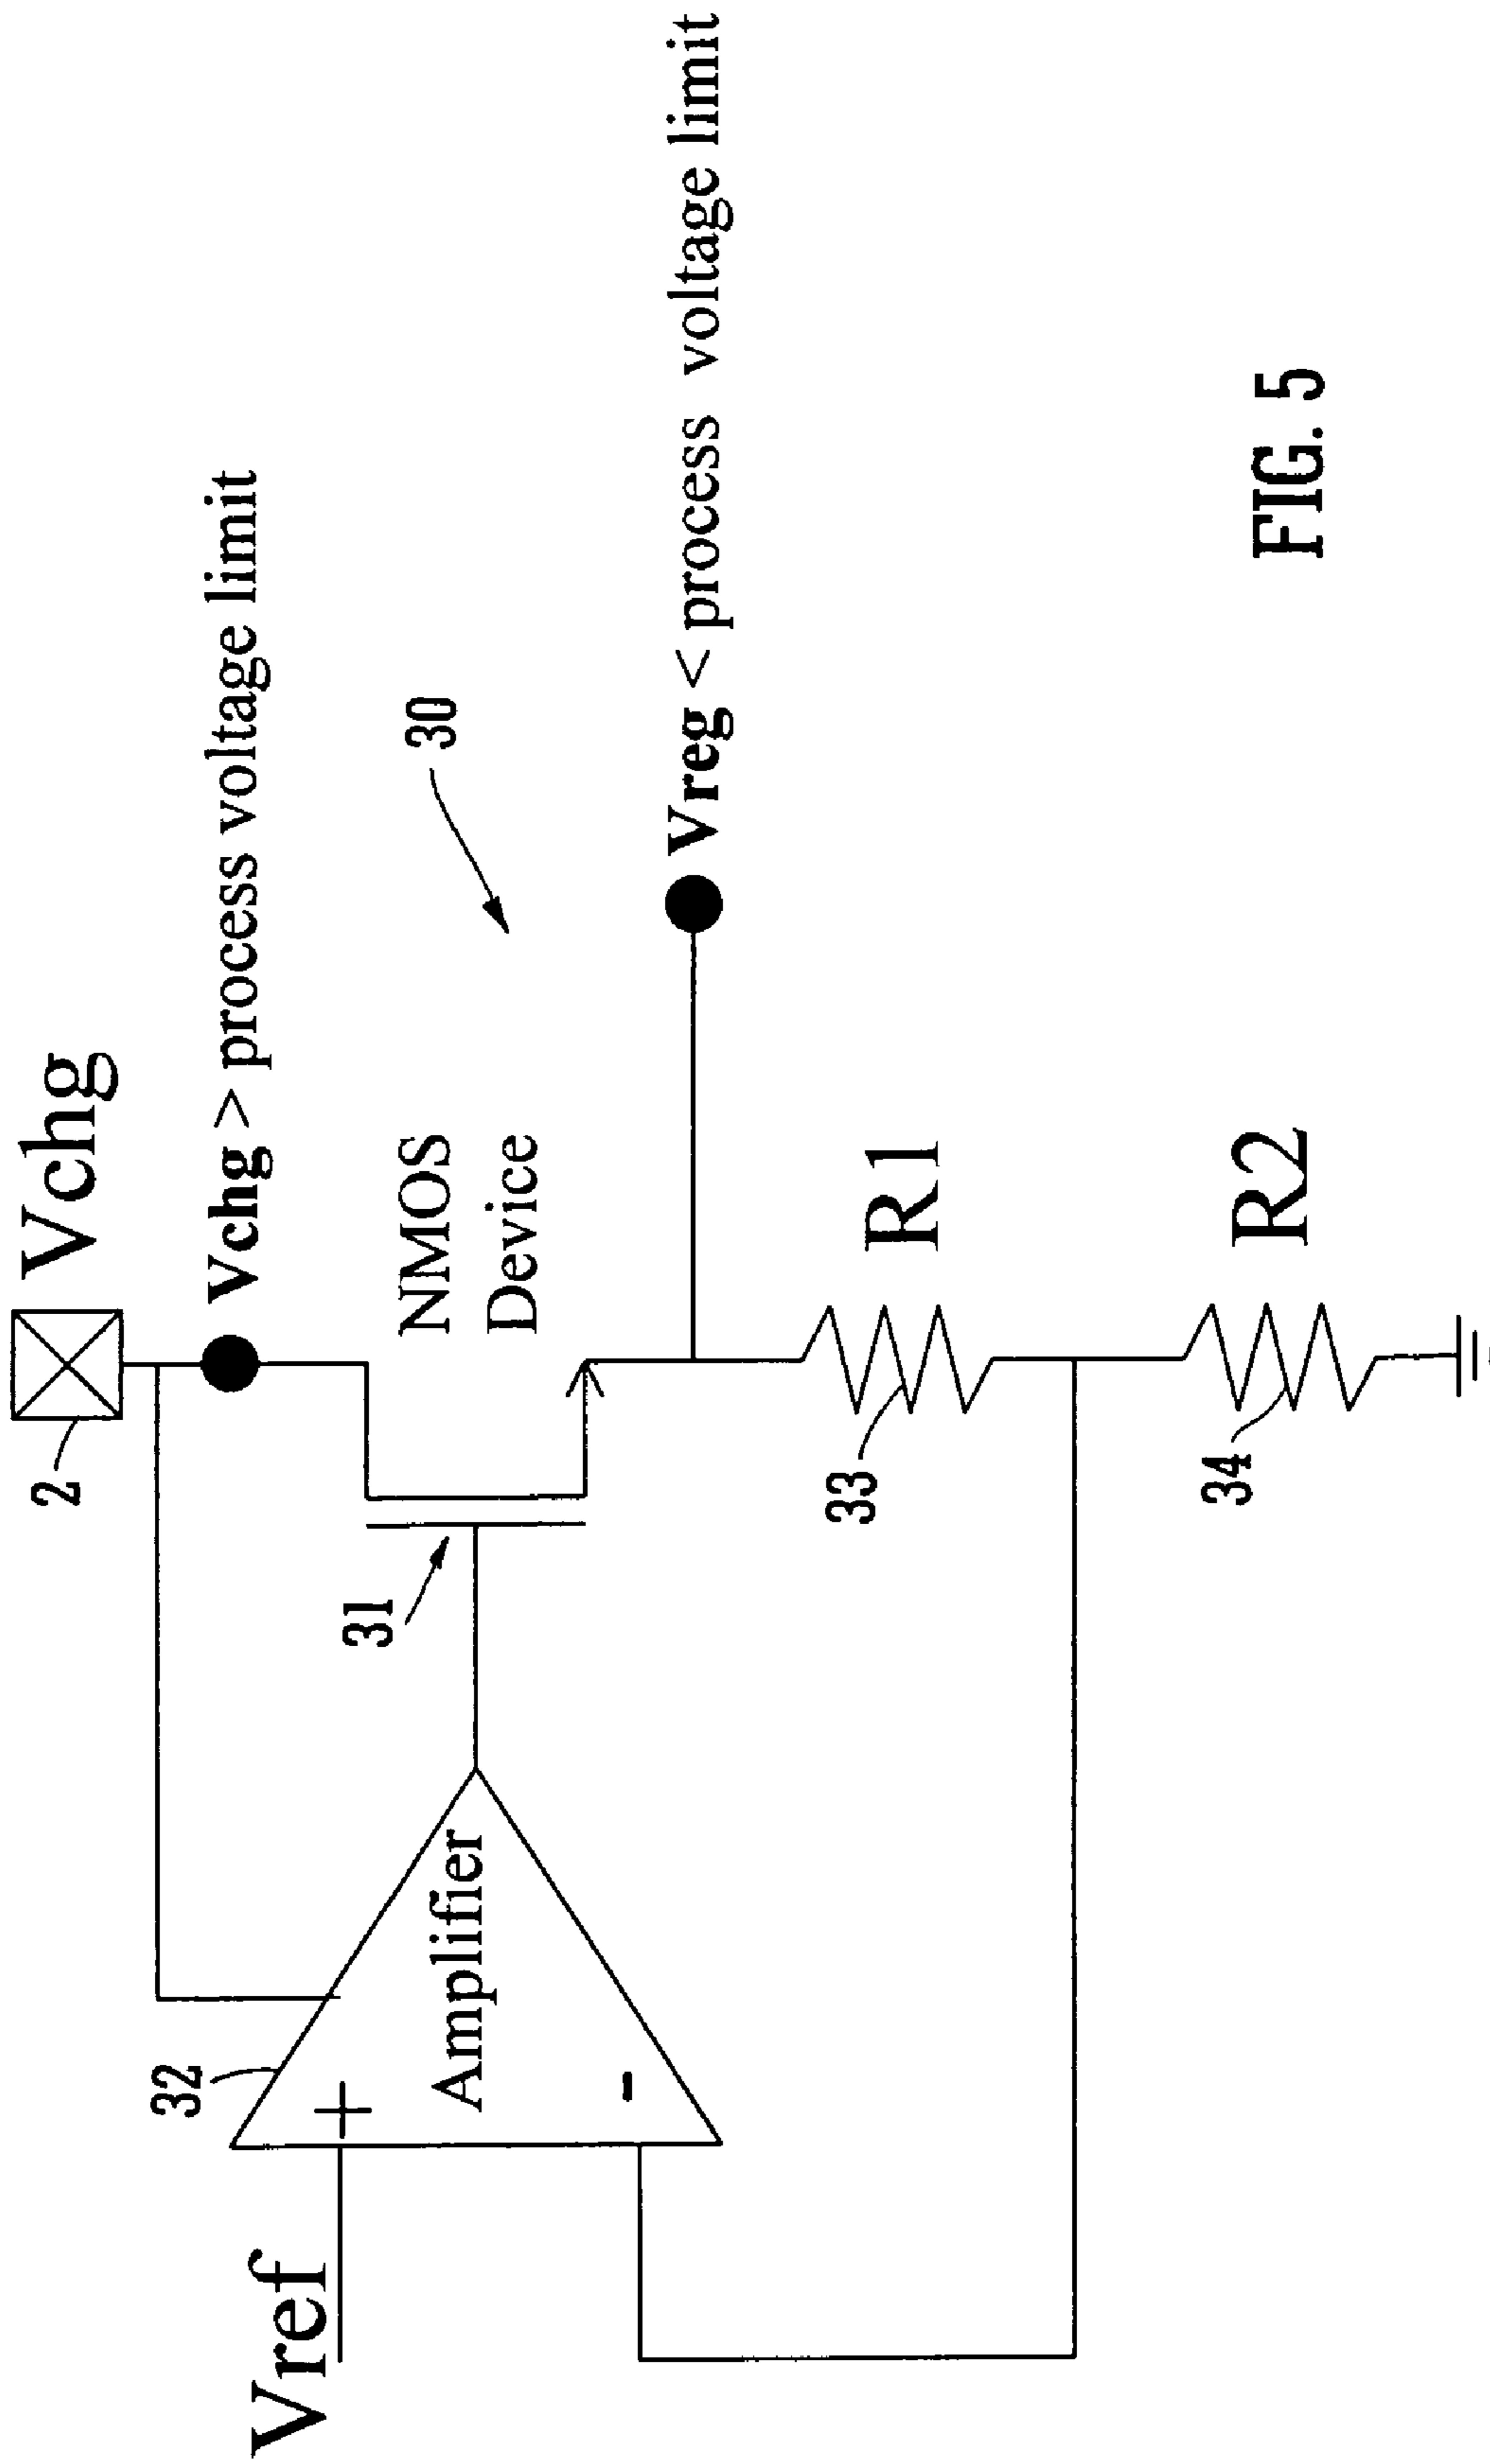 Vchg
2
Vchg > process voltage limit
30
NMOS
Device
31
32
Vref
+
Amplifier
-
Vreg < process voltage limit
R1
33
R2
34
FIG. 5